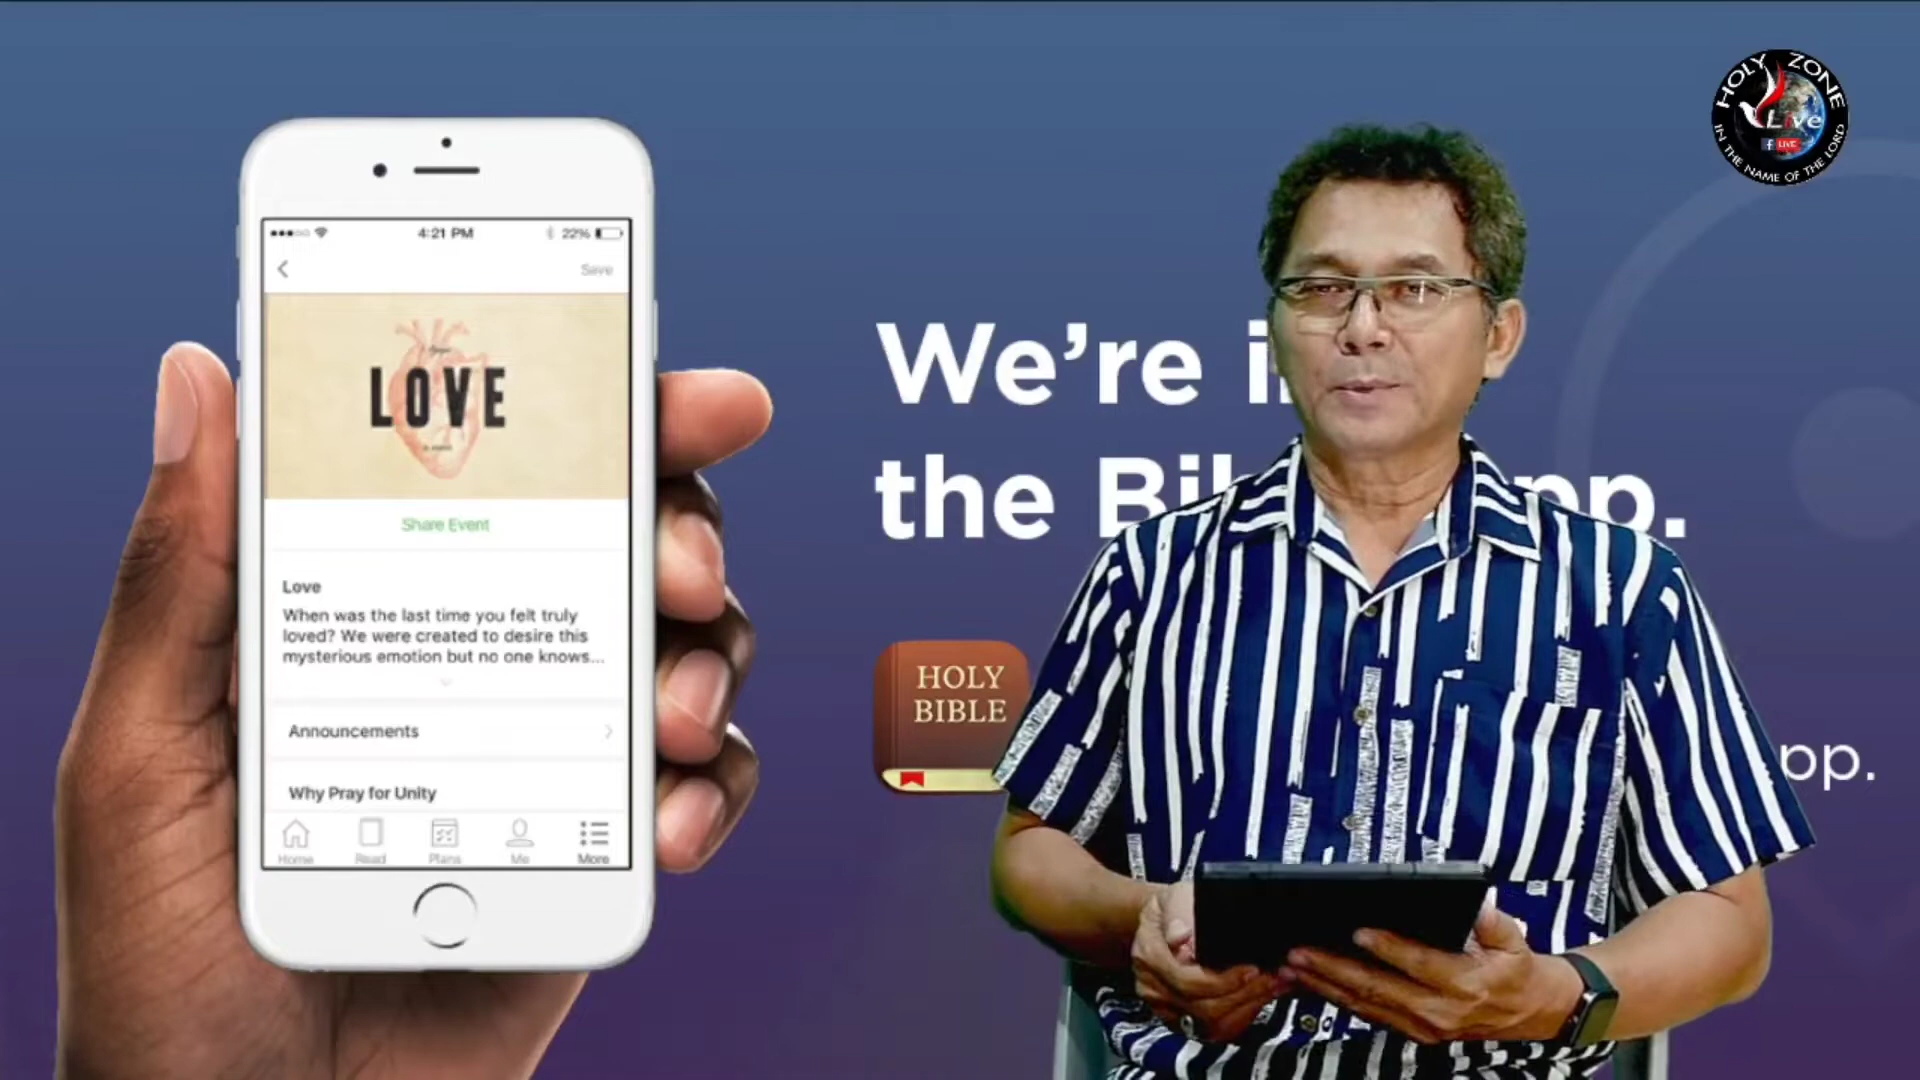 HOLY ZONE
Live
LIVE
IN THE NAME OF THE LORD
4:21 PM
22%
Save
LOVE
Share Event
Love
When was the last time you felt truly
loved? We were created to desire this
mysterious emotion but no one knows...
Announcements
Why Pray for Unity
Home Read Plans Me More
We're i
the Bi pp.
HOLY
BIBLE
pp.